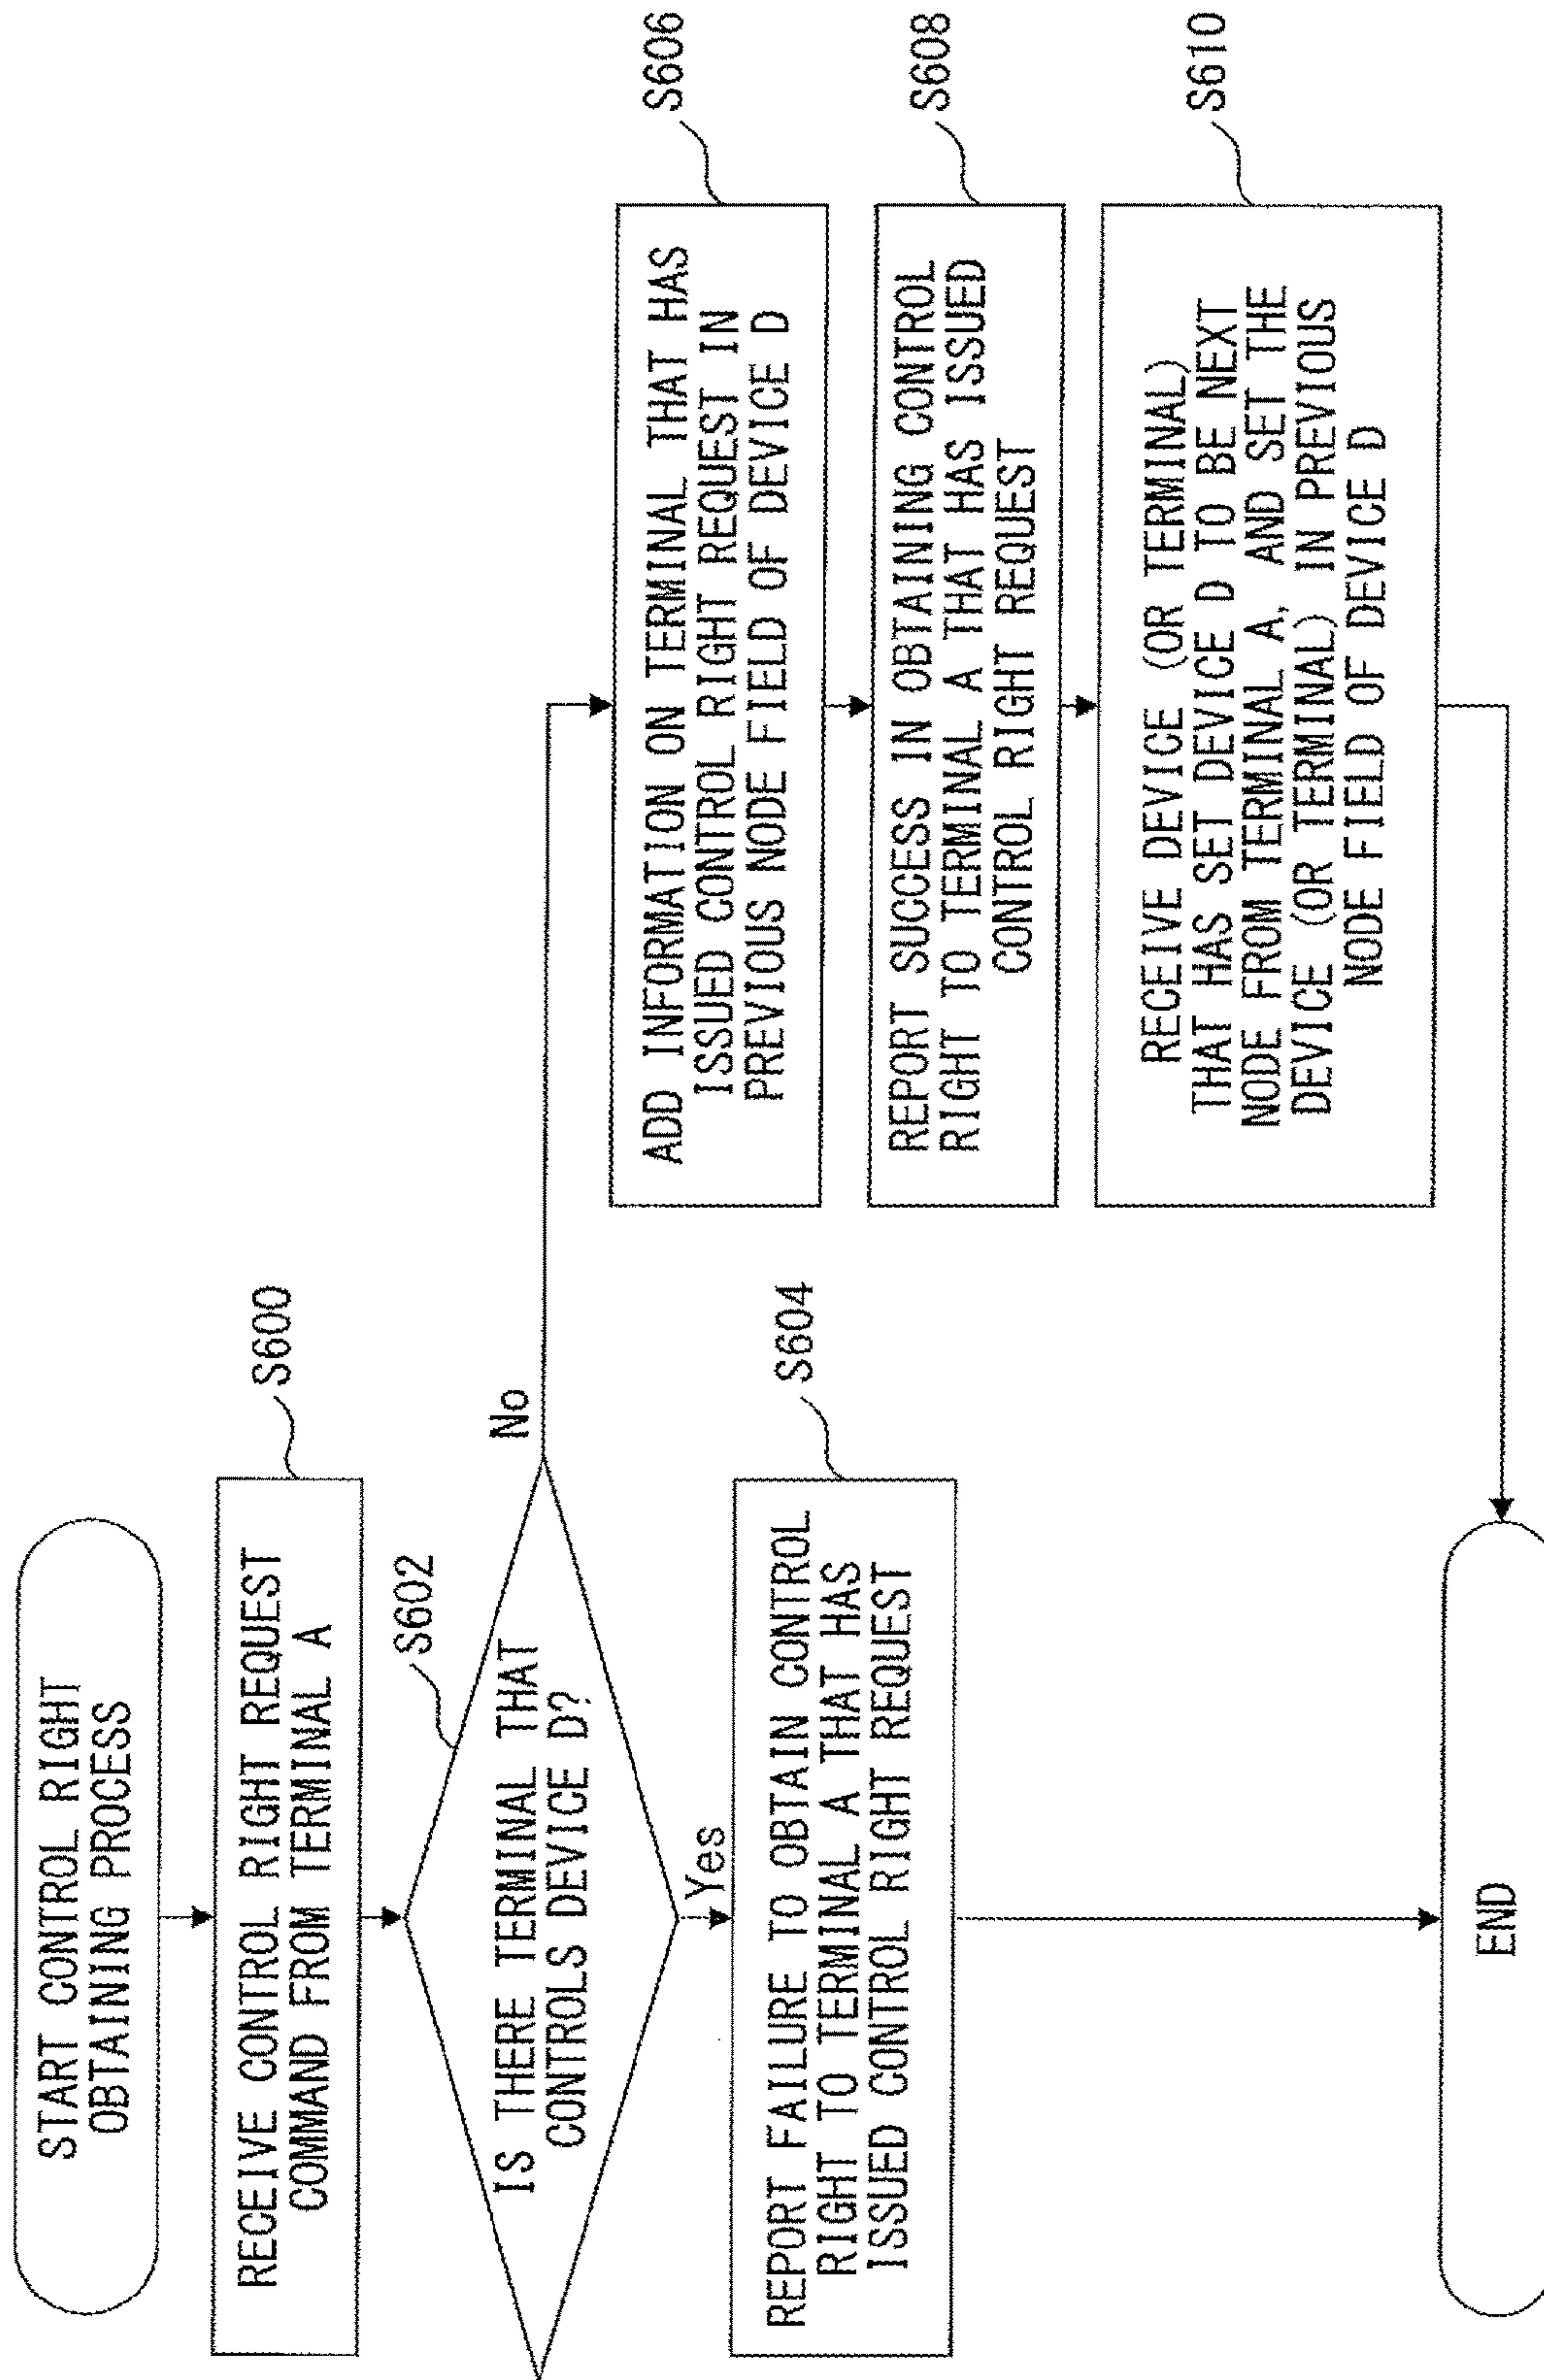 START CONTROL RIGHT
OBTAINING PROCESS
S600
RECEIVE CONTROL RIGHT REQUEST
COMMAND FROM TERMINAL A
S602
IS THERE TERMINAL THAT
CONTROLS DEVICE D?
No
Yes
S604
REPORT FAILURE TO OBTAIN CONTROL
RIGHT TO TERMINAL A THAT HAS
ISSUED CONTROL RIGHT REQUEST
S606
ADD INFORMATION ON TERMINAL THAT HAS
ISSUED CONTROL RIGHT REQUEST IN
PREVIOUS NODE FIELD OF DEVICE D
S608
REPORT SUCCESS IN OBTAINING CONTROL
RIGHT TO TERMINAL A THAT HAS ISSUED
CONTROL RIGHT REQUEST
S610
RECEIVE DEVICE (OR TERMINAL)
THAT HAS SET DEVICE D TO BE NEXT
NODE FROM TERMINAL A, AND SET THE
DEVICE (OR TERMINAL) IN PREVIOUS
NODE FIELD OF DEVICE D
END